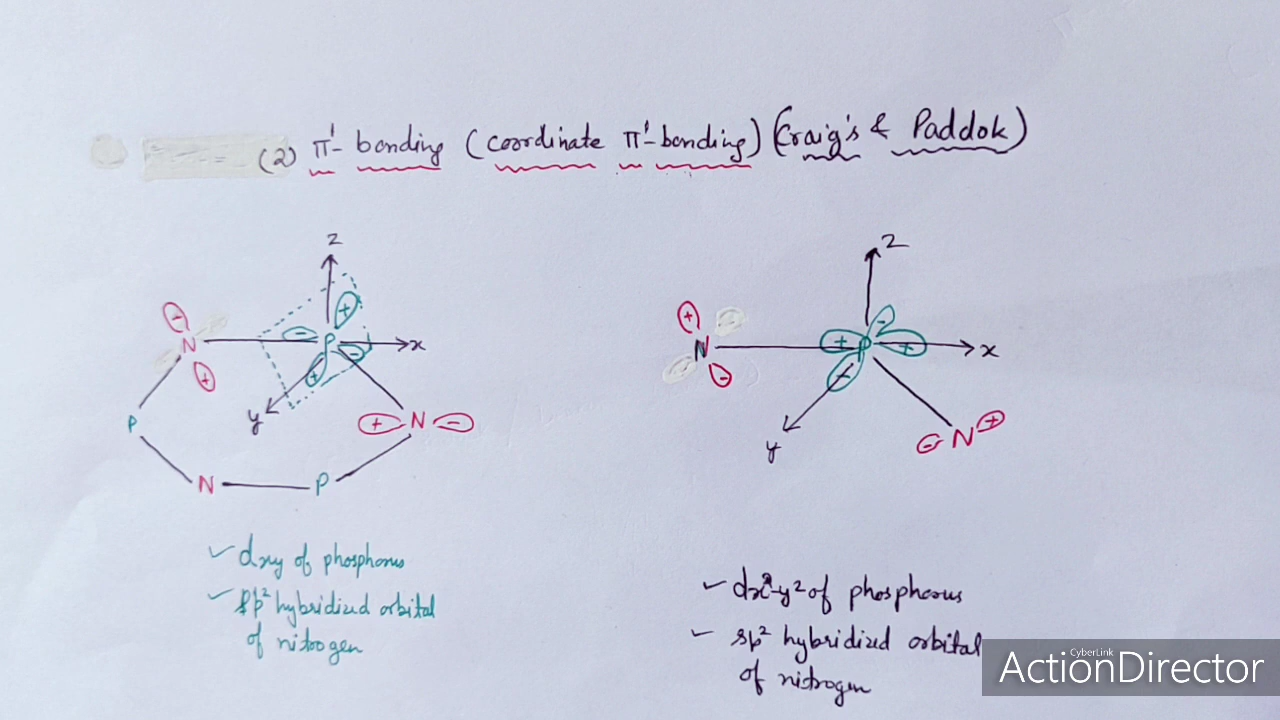 (2) π'- bonding (coordinate π'-bonding) (Craig's & Paddok)
z
z
⊖
+
⊕
N
-
P
x
+
-
N
+
-
P
x
⊕
+
-
-
y
y
P
+
N
-
-
N
+
N
P
✓ dxy of phosphorus
✓ sp² hybridized orbital
of nitrogen
✓ dx²-y² of phosphorus
✓ sp² hybridized orbital
of nitrogen
CyberLink
ActionDirector